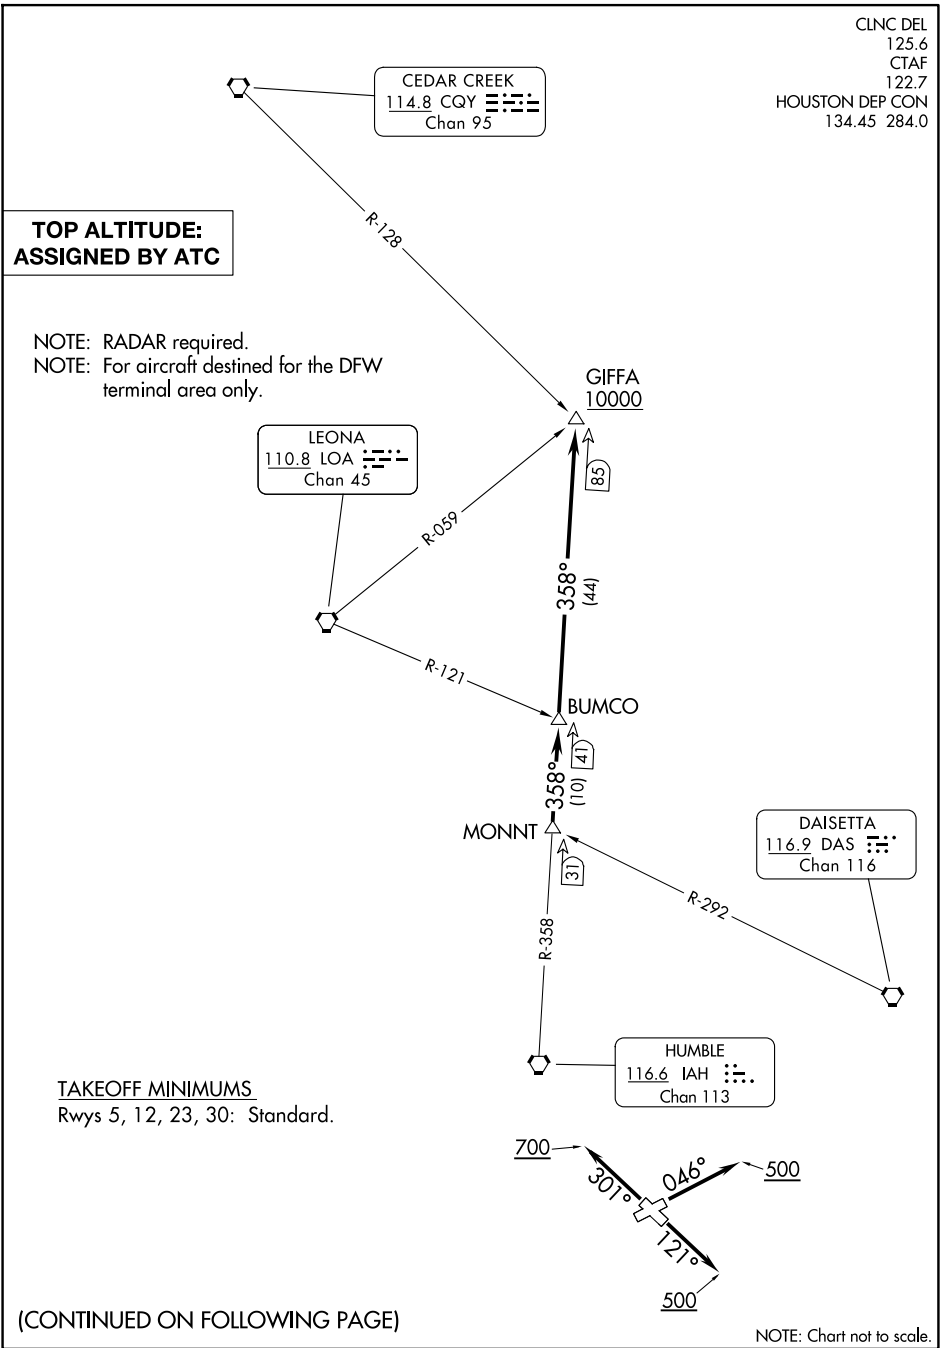 CLNC DEL
125.6
CTAF
122.7
HOUSTON DEP CON
134.45 284.0
CEDAR CREEK
114.8 CQY
Chan 95
R-128
TOP ALTITUDE:
ASSIGNED BY ATC
NOTE: RADAR required.
NOTE: For aircraft destined for the DFW
terminal area only.
GIFFA
10000
LEONA
110.8 LOA
Chan 45
85
R-059
358°
(44)
R-121
BUMCO
41
358°
(10)
MONNT
31
DAISETTA
116.9 DAS
Chan 116
R-292
R-358
HUMBLE
116.6 IAH
Chan 113
TAKEOFF MINIMUMS
Rwys 5, 12, 23, 30: Standard.
700
301°
046°
500
121°
500
(CONTINUED ON FOLLOWING PAGE)
NOTE: Chart not to scale.